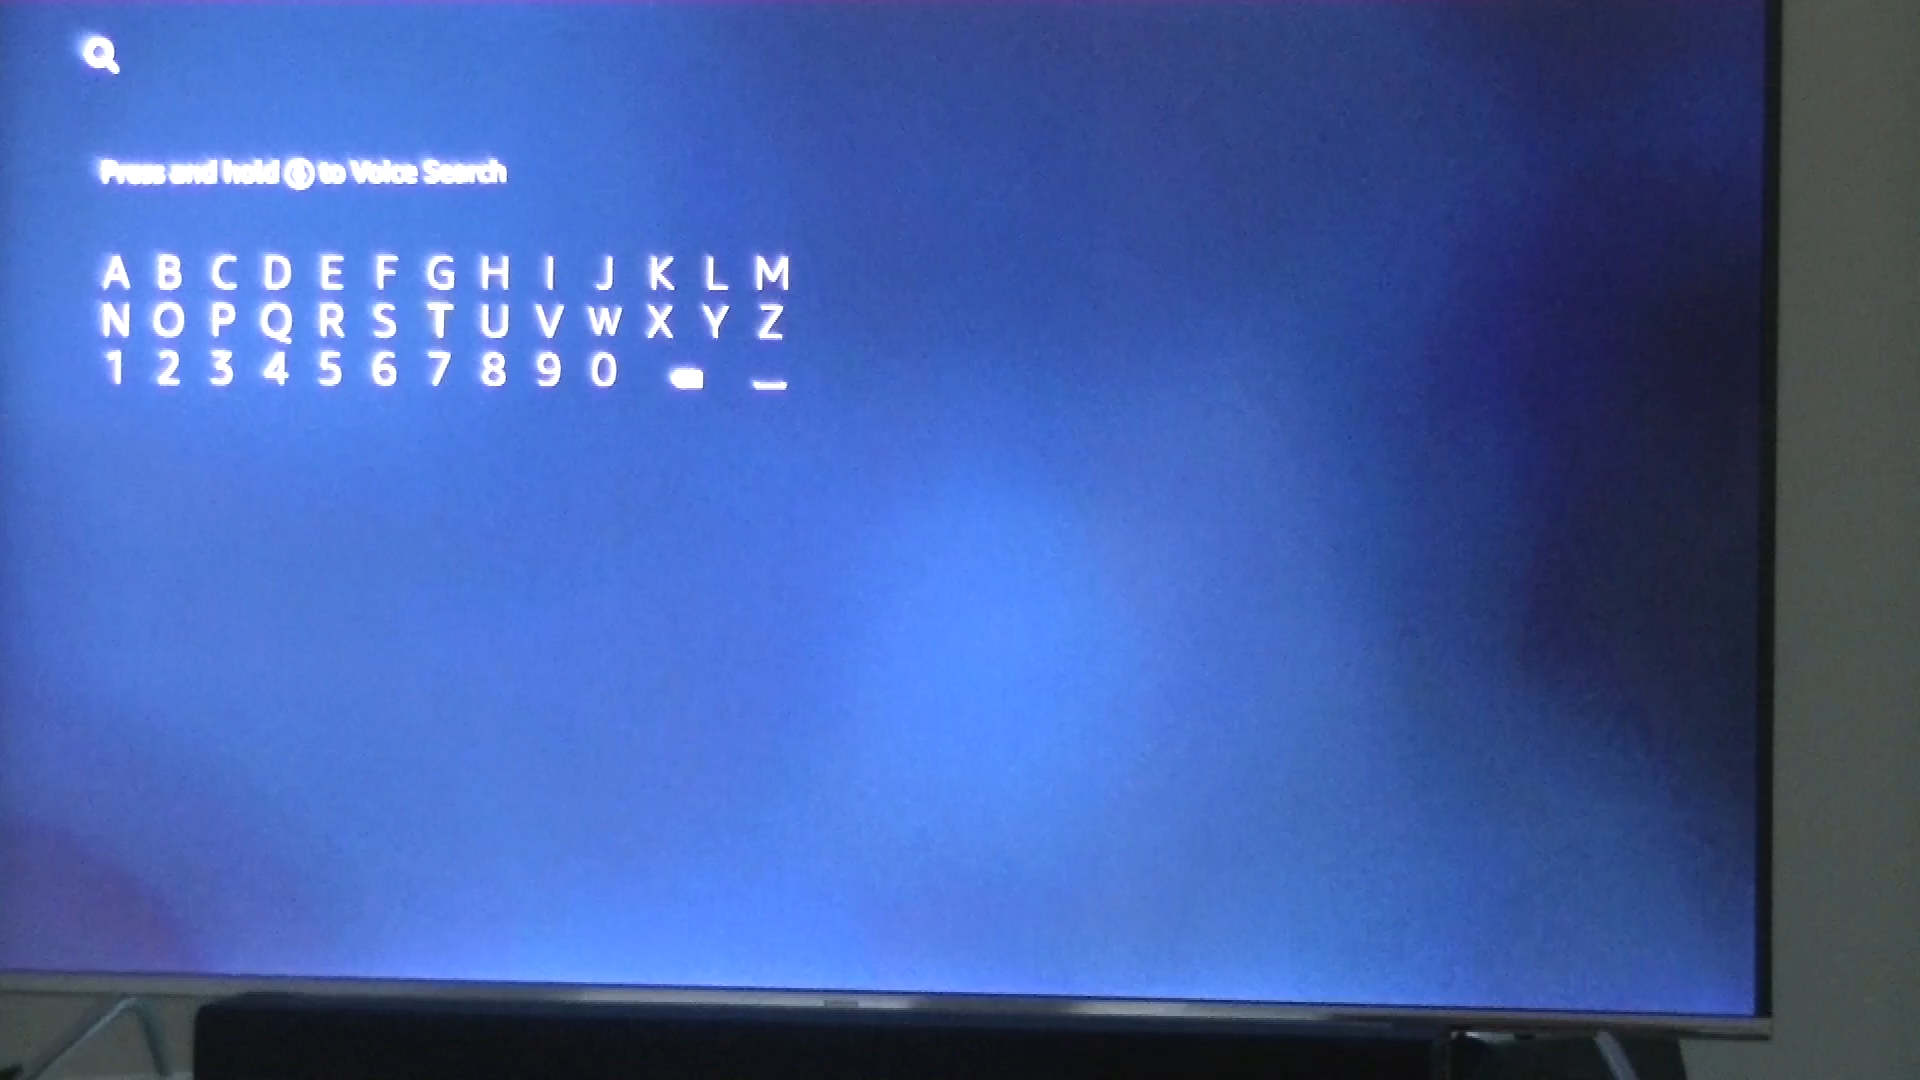 Press and hold to Voice Search
A B C D E F G H I J K L M
N O P Q R S T U V W X Y Z
1 2 3 4 5 6 7 8 9 0